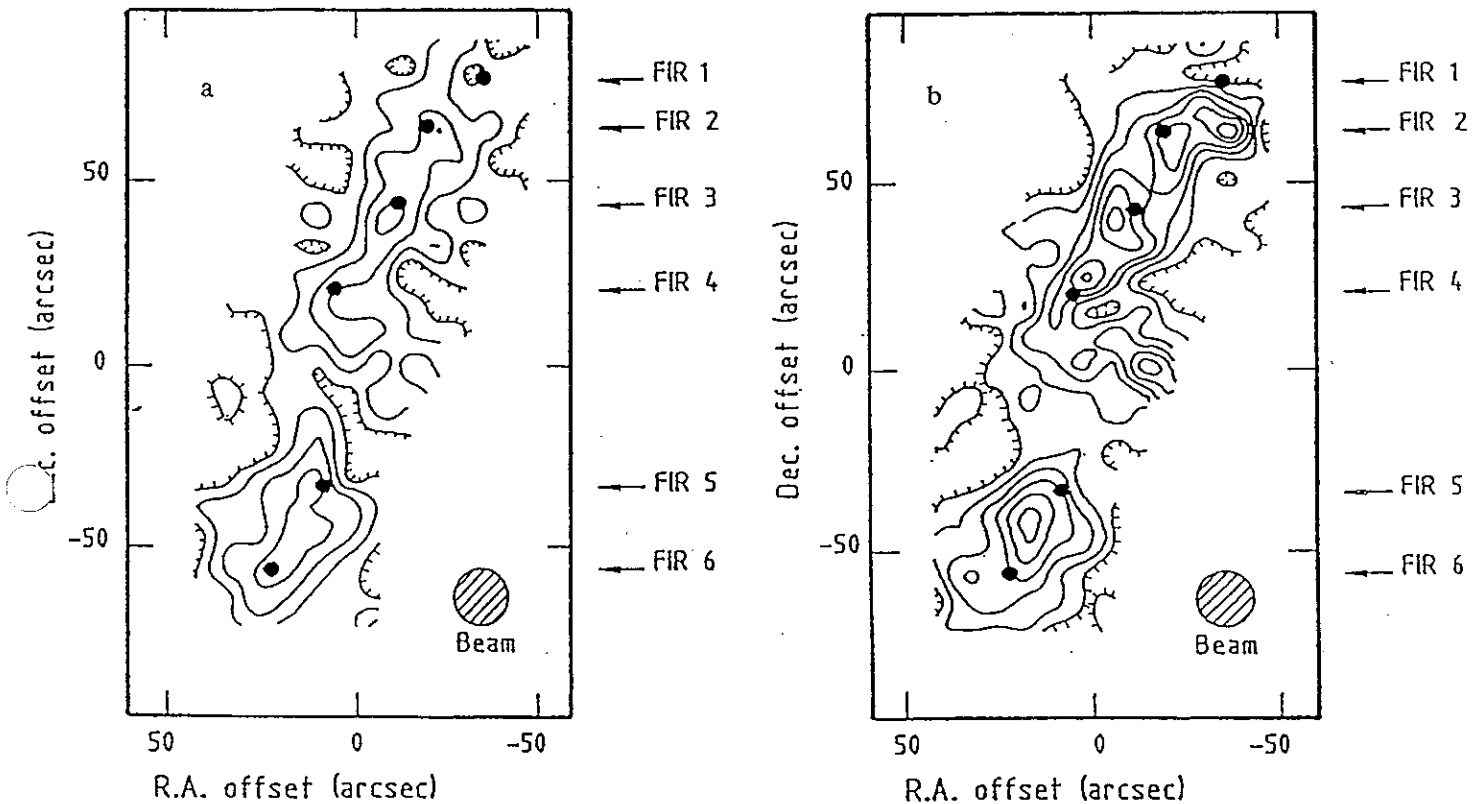 a
FIR 1
FIR 2
50
FIR 3
FIR 4
0
FIR 5
-50
FIR 6
Beam
50 0 -50
R.A. offset (arcsec)
offset (arcsec)
b
FIR 1
FIR 2
50
FIR 3
FIR 4
0
Dec. offset (arcsec)
FIR 5
-50
FIR 6
Beam
50 0 -50
R.A. offset (arcsec)